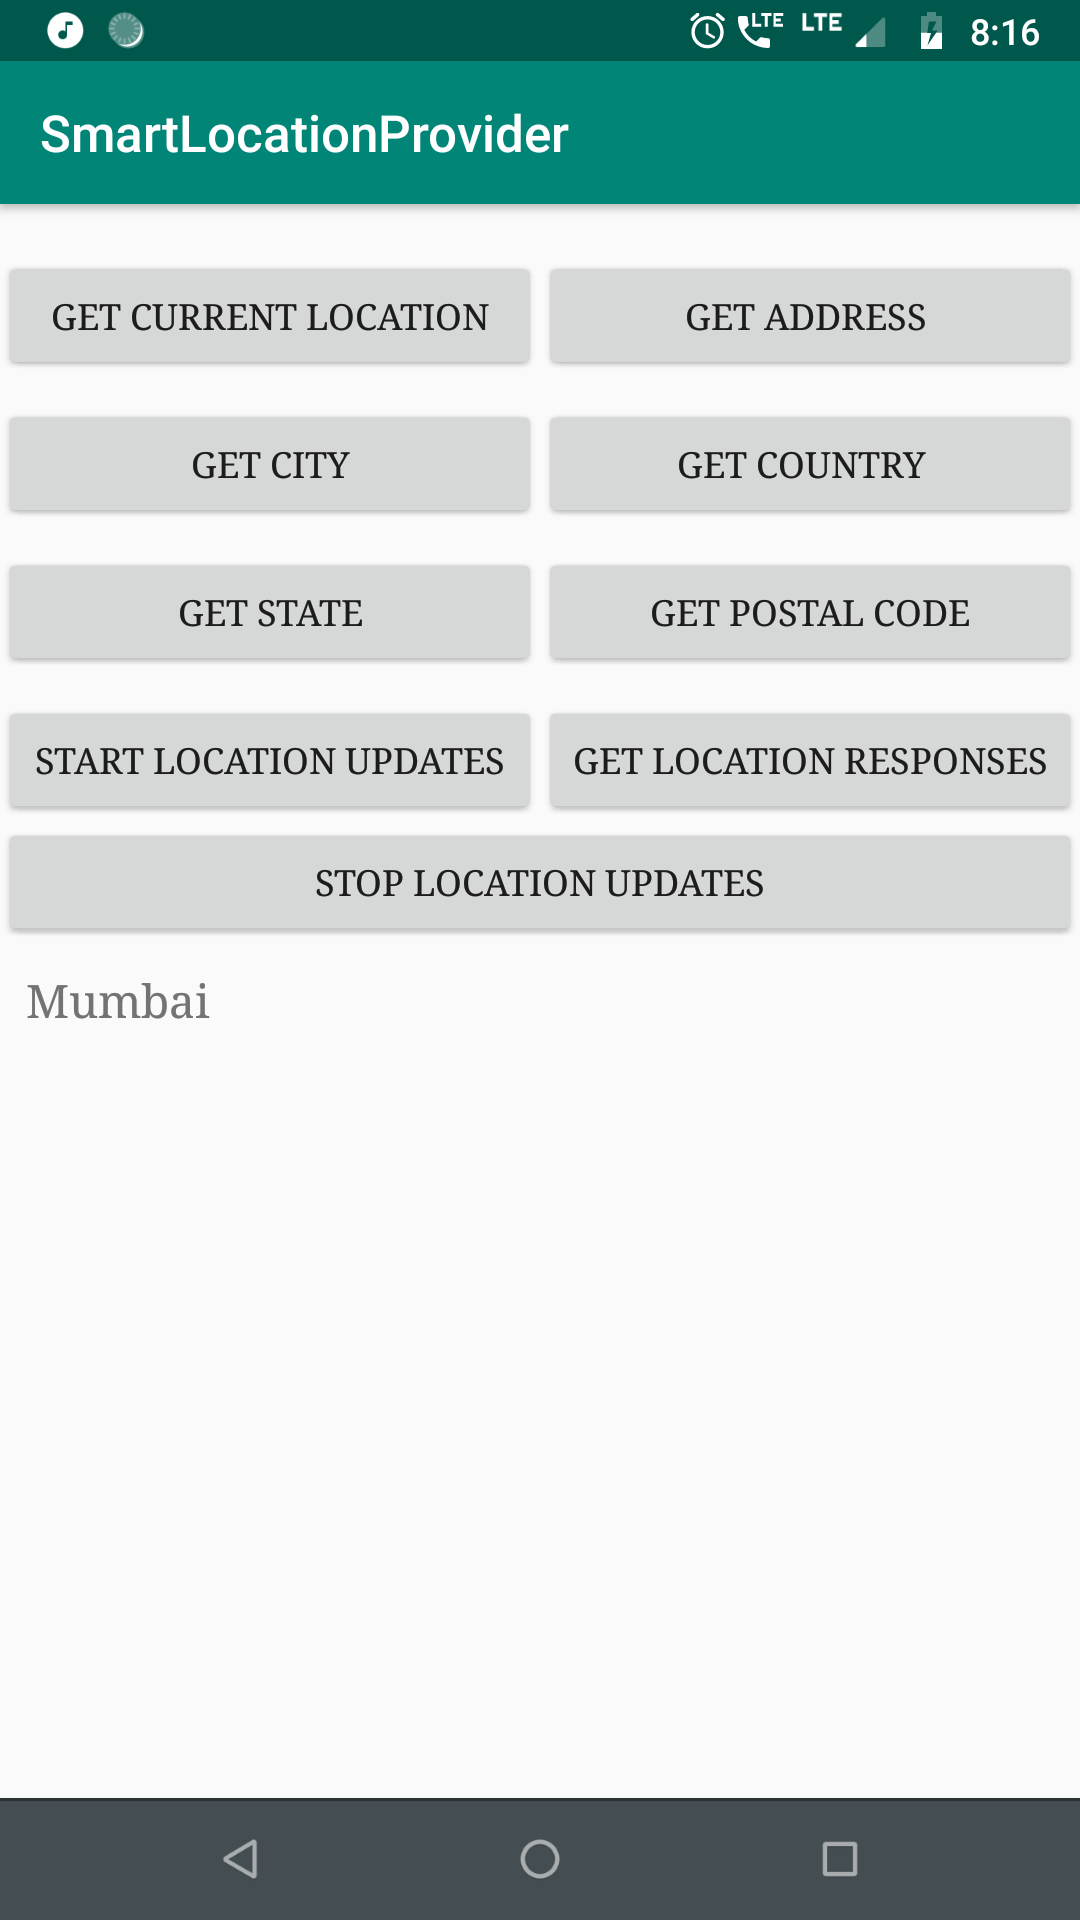 LTE LTE 8:16
SmartLocationProvider
GET CURRENT LOCATION GET ADDRESS
GET CITY GET COUNTRY
GET STATE GET POSTAL CODE
START LOCATION UPDATES GET LOCATION RESPONSES
STOP LOCATION UPDATES
Mumbai